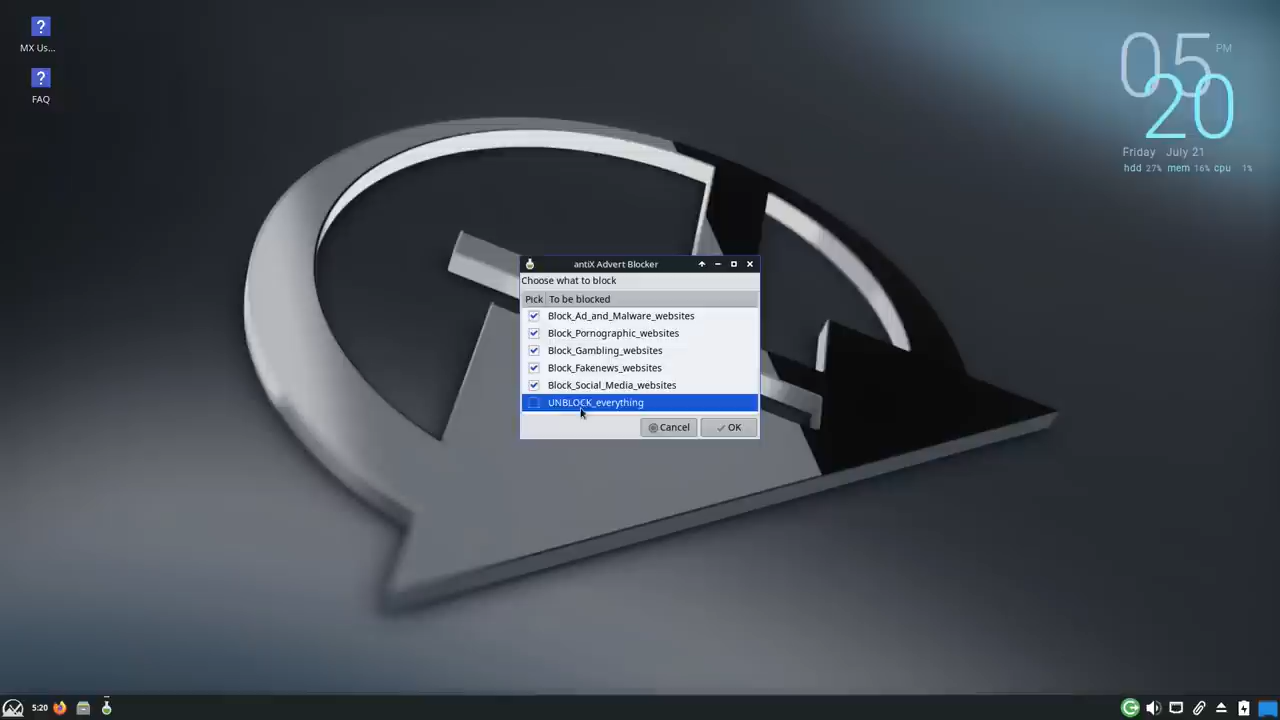 MX Us...
FAQ
05 PM
20
Friday July 21
hdd 27% mem 16% cpu 1%
antiX Advert Blocker
Choose what to block
Pick To be blocked
Block_Ad_and_Malware_websites
Block_Pornographic_websites
Block_Gambling_websites
Block_Fakenews_websites
Block_Social_Media_websites
UNBLOCK_everything
Cancel OK
5:20